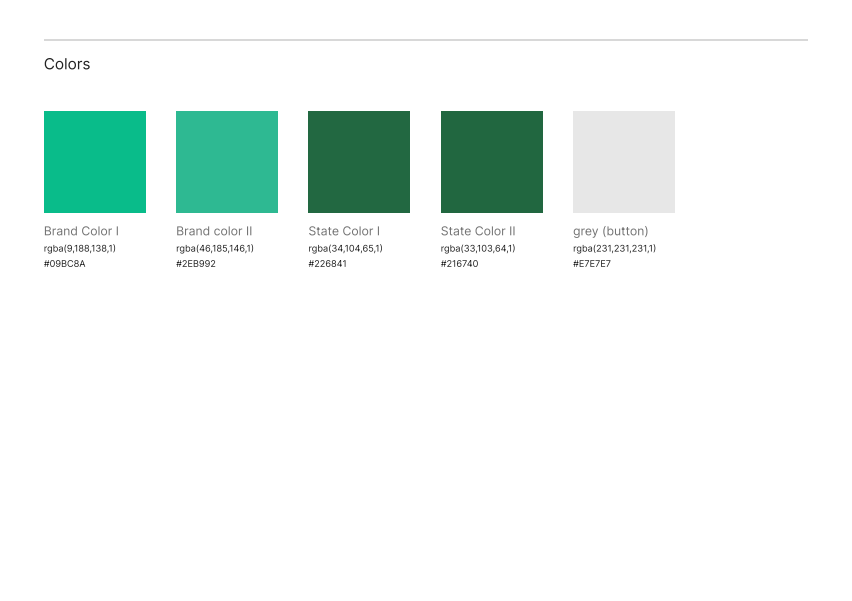 Colors
Brand Color I
rgba(9,188,138,1)
#09BC8A
Brand color II
rgba(46,185,146,1)
#2EB992
State Color I
rgba(34,104,65,1)
#226841
State Color II
rgba(33,103,64,1)
#216740
grey (button)
rgba(231,231,231,1)
#E7E7E7